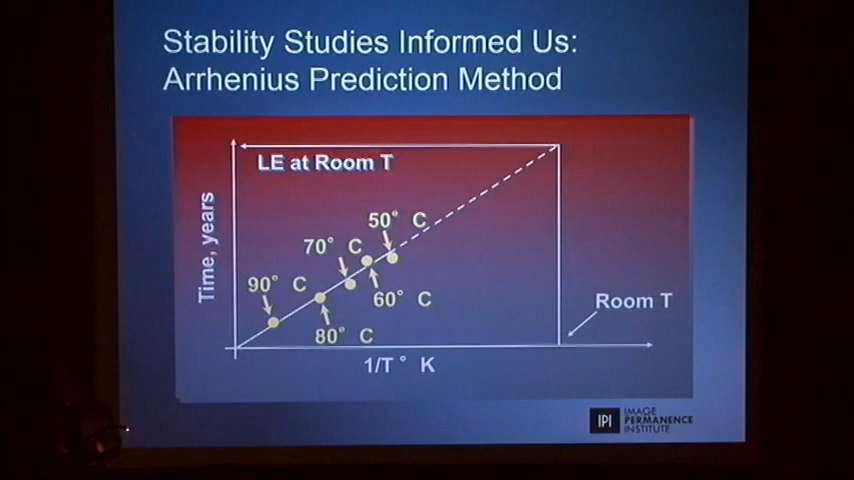 Stability Studies Informed Us:
Arrhenius Prediction Method
LE at Room T
Time, years
50° C
70° C
90° C
60° C
80° C
Room T
1/T ° K
IPI
IMAGE
PERMANENCE
INSTITUTE